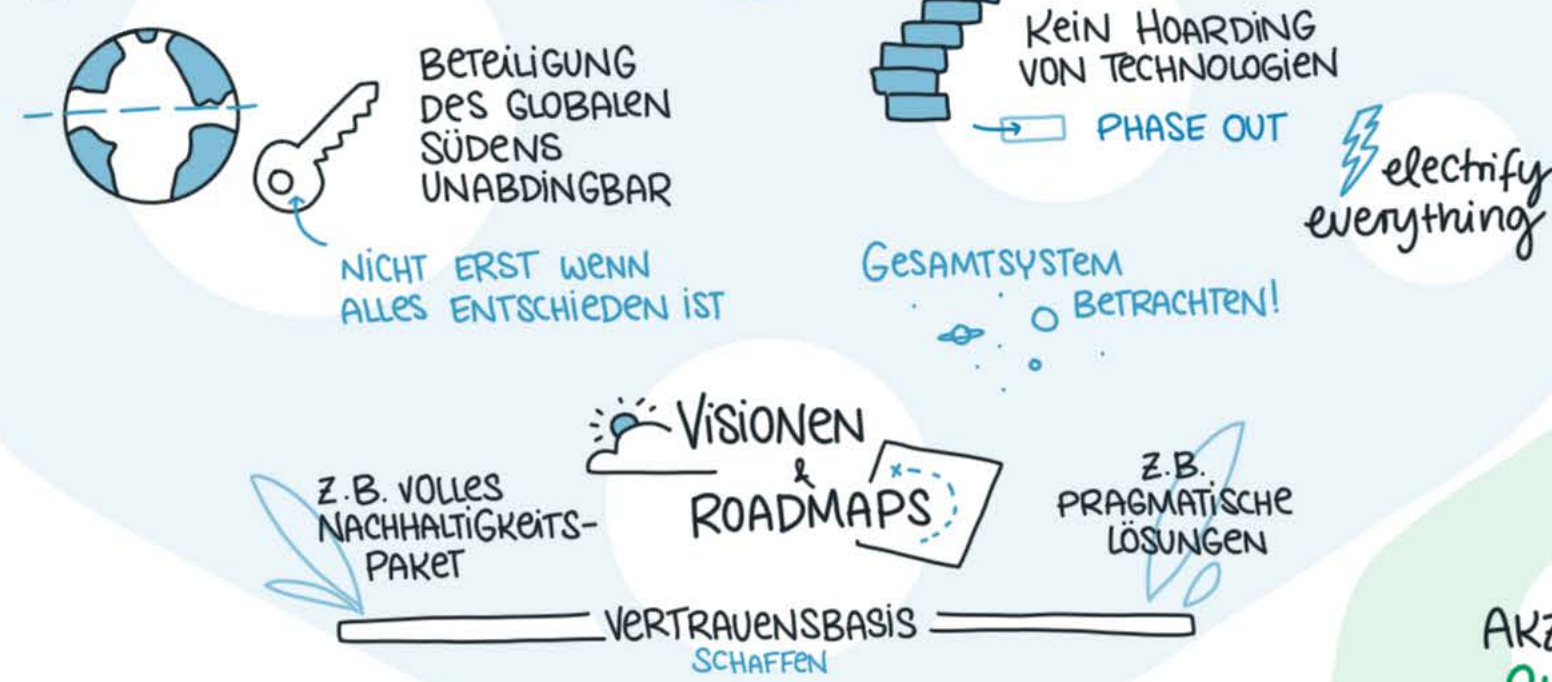 BETEILIGUNG
DES GLOBALEN
SÜDENS
UNABDINGBAR
NICHT ERST WENN
ALLES ENTSCHIEDEN IST
KEIN HOARDING
VON TECHNOLOGIEN
PHASE OUT
electrify
everything
GESAMTSYSTEM
BETRACHTEN!
VISIONEN
&
ROADMAPS
Z.B. VOLLES
NACHHALTIGKEITS-
PAKET
Z.B.
PRAGMATISCHE
LÖSUNGEN
VERTRAUENSBASIS
SCHAFFEN